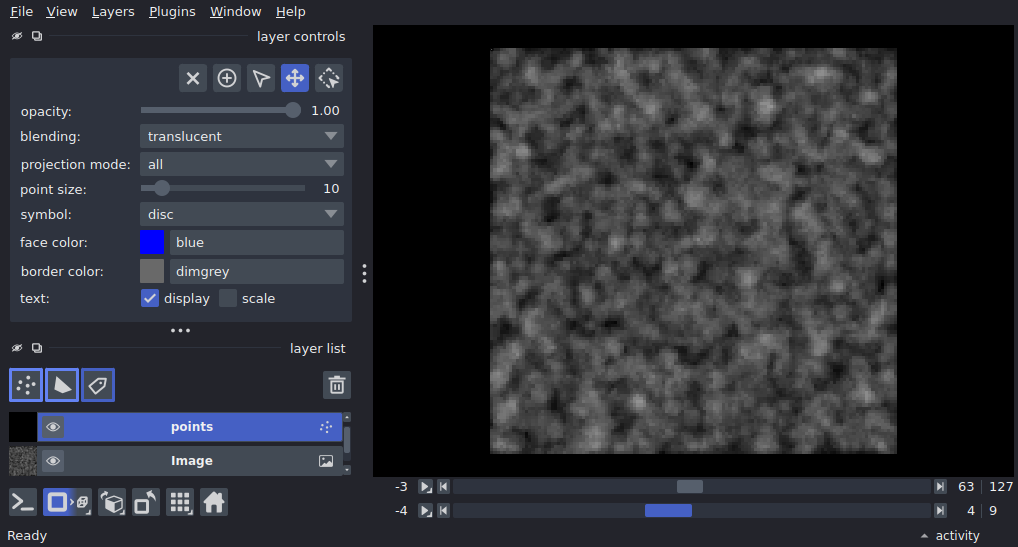 File View Layers Plugins Window Help
layer controls
opacity: 1.00
blending: translucent
projection mode: all
point size: 10
symbol: disc
face color: blue
border color: dimgrey
text: display scale
layer list
points
Image
-3 63 127
-4 4 9
Ready activity